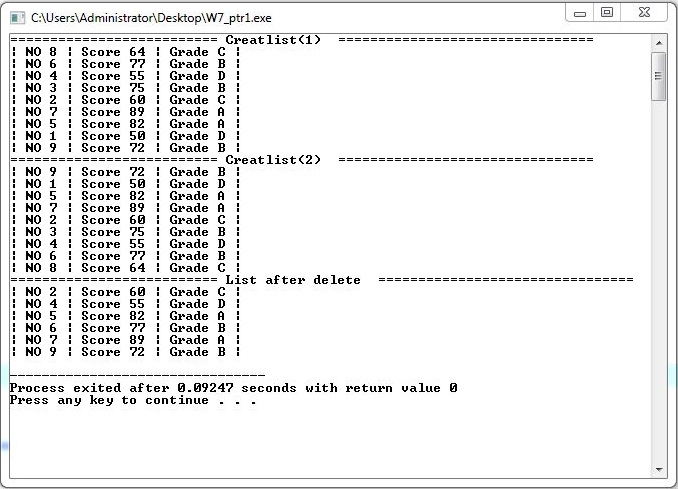 C:\Users\Administrator\Desktop\W7_ptr1.exe
========================== Creatlist(1) ================================
¦ NO 8 ¦ Score 64 ¦ Grade C ¦
¦ NO 6 ¦ Score 77 ¦ Grade B ¦
¦ NO 4 ¦ Score 55 ¦ Grade D ¦
¦ NO 3 ¦ Score 75 ¦ Grade B ¦
¦ NO 2 ¦ Score 60 ¦ Grade C ¦
¦ NO 7 ¦ Score 89 ¦ Grade A ¦
¦ NO 5 ¦ Score 82 ¦ Grade A ¦
¦ NO 1 ¦ Score 50 ¦ Grade D ¦
¦ NO 9 ¦ Score 72 ¦ Grade B ¦
========================== Creatlist(2) ================================
¦ NO 9 ¦ Score 72 ¦ Grade B ¦
¦ NO 1 ¦ Score 50 ¦ Grade D ¦
¦ NO 5 ¦ Score 82 ¦ Grade A ¦
¦ NO 7 ¦ Score 89 ¦ Grade A ¦
¦ NO 2 ¦ Score 60 ¦ Grade C ¦
¦ NO 3 ¦ Score 75 ¦ Grade B ¦
¦ NO 4 ¦ Score 55 ¦ Grade D ¦
¦ NO 6 ¦ Score 77 ¦ Grade B ¦
¦ NO 8 ¦ Score 64 ¦ Grade C ¦
========================== List after delete ================================
¦ NO 2 ¦ Score 60 ¦ Grade C ¦
¦ NO 4 ¦ Score 55 ¦ Grade D ¦
¦ NO 5 ¦ Score 82 ¦ Grade A ¦
¦ NO 6 ¦ Score 77 ¦ Grade B ¦
¦ NO 7 ¦ Score 89 ¦ Grade A ¦
¦ NO 9 ¦ Score 72 ¦ Grade B ¦
--------------------------------
Process exited after 0.09247 seconds with return value 0
Press any key to continue . . .